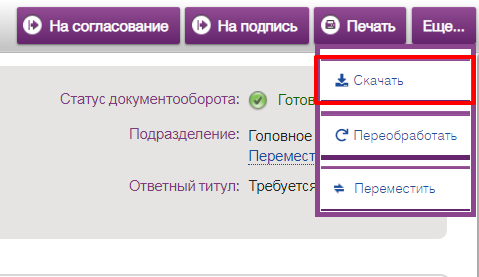 На согласование
На подпись
Печать
Еще...
Скачать
Статус документооборота:
Готов
Переобработать
Подразделение:
Головное
Перемест
Переместить
Ответный титул:
Требуется